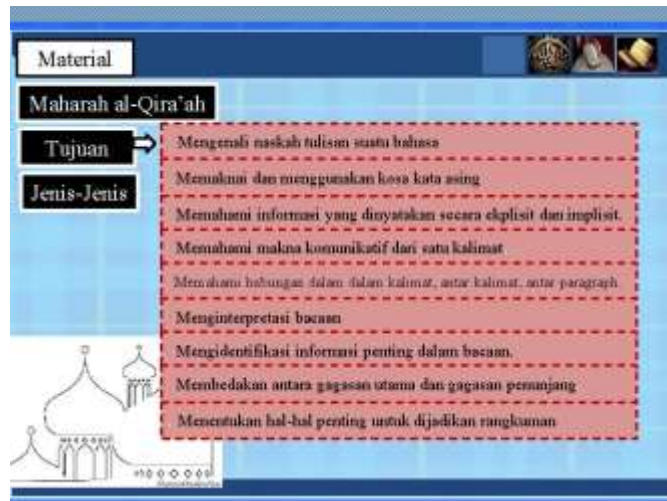 Material
Maharah al-Qira'ah
Tujuan
Jenis-Jenis
Mengenali naskah tulisan suatu bahasa
Memaknai dan menggunakan kosa kata asing
Memahami informasi yang dinyatakan secara ekplisit dan implisit.
Memahami makna komunikatif dari satu kalimat
Memahami hubungan dalam dalam kalimat, antar kalimat, antar paragraph
Menginterpretasi bacaan
Mengidentifikasi informasi penting dalam bacaan.
Membedakan antara gagasan utama dan gagasan penunjang
Menentukan hal-hal penting untuk dijadikan rangkuman